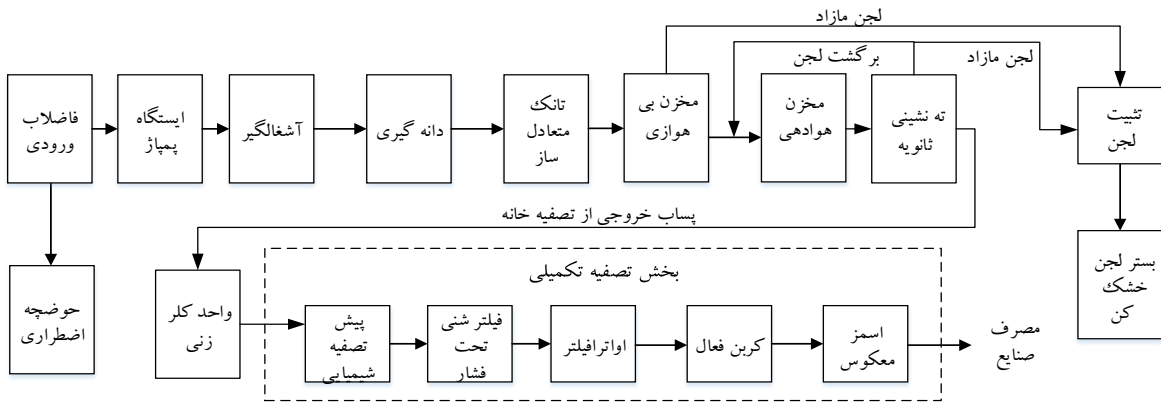 لجن مازاد
برگشت لجن
لجن مازاد
فاضلاب
ورودی
ایستگاه
پمپاژ
آشغالگیر
دانه گیری
تانک
متعادل
ساز
مخزن بی
هوازی
مخزن
هوادهی
ته نشینی
ثانویه
تثبیت
لجن
پساب خروجی از تصفیه خانه
حوضچه
اضطراری
واحد کلر
زنی
بخش تصفیه تکمیلی
پیش
تصفیه
شیمیایی
فیلتر شنی
تحت
فشار
اواترافیلتر
کربن فعال
اسمز
معکوس
مصرف
صنایع
بستر لجن
خشک
کن